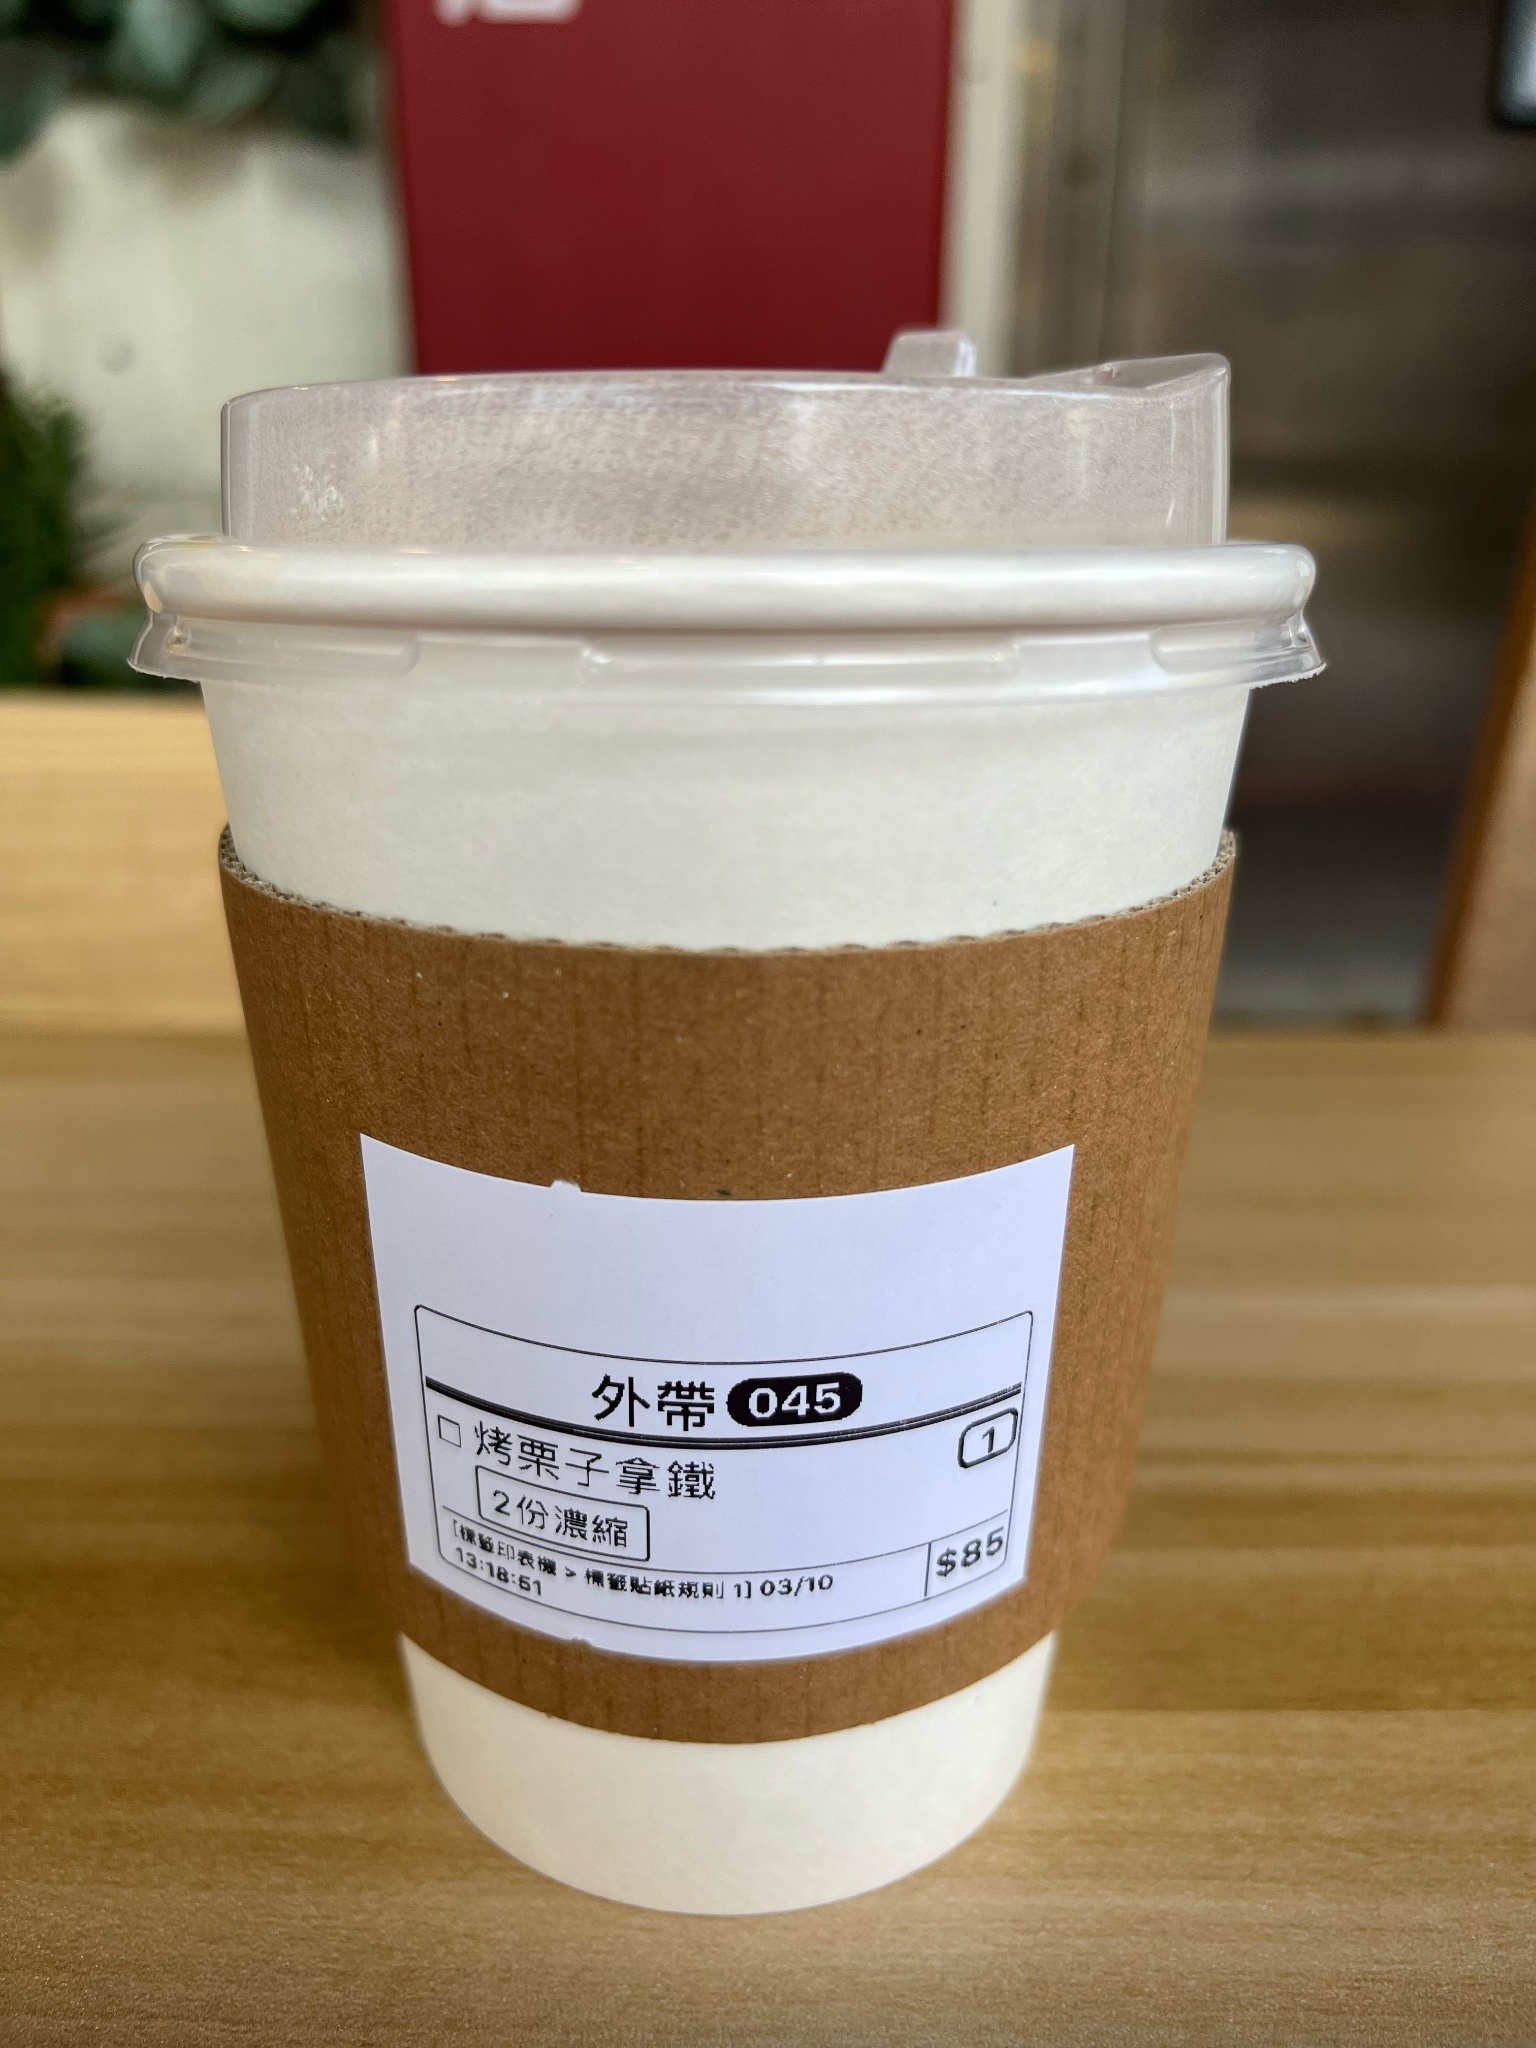 外帶 045
烤栗子拿鐵 1
2份濃縮
[標籤印表機 > 標籤貼紙規則 1] 03/10
13:18:51
$85